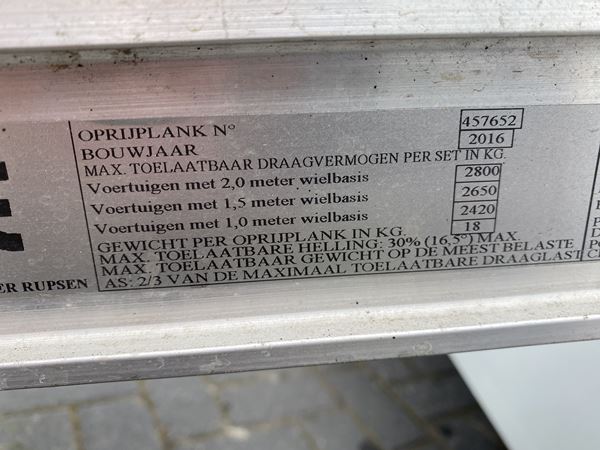 OPRIJPLANK N° 457652
BOUWJAAR 2016
MAX. TOELAATBAAR DRAAGVERMOGEN PER SET IN KG.
Voertuigen met 2,0 meter wielbasis 2800
Voertuigen met 1,5 meter wielbasis 2650
Voertuigen met 1,0 meter wielbasis 2420
GEWICHT PER OPRIJPLANK IN KG. 18
MAX. TOELAATBARE HELLING: 30% (16,5°) MAX.
MAX. TOELAATBAAR GEWICHT OP DE MEEST BELASTE
AS: 2/3 VAN DE MAXIMAAL TOELAATBARE DRAAGLAST
ER RUPSEN